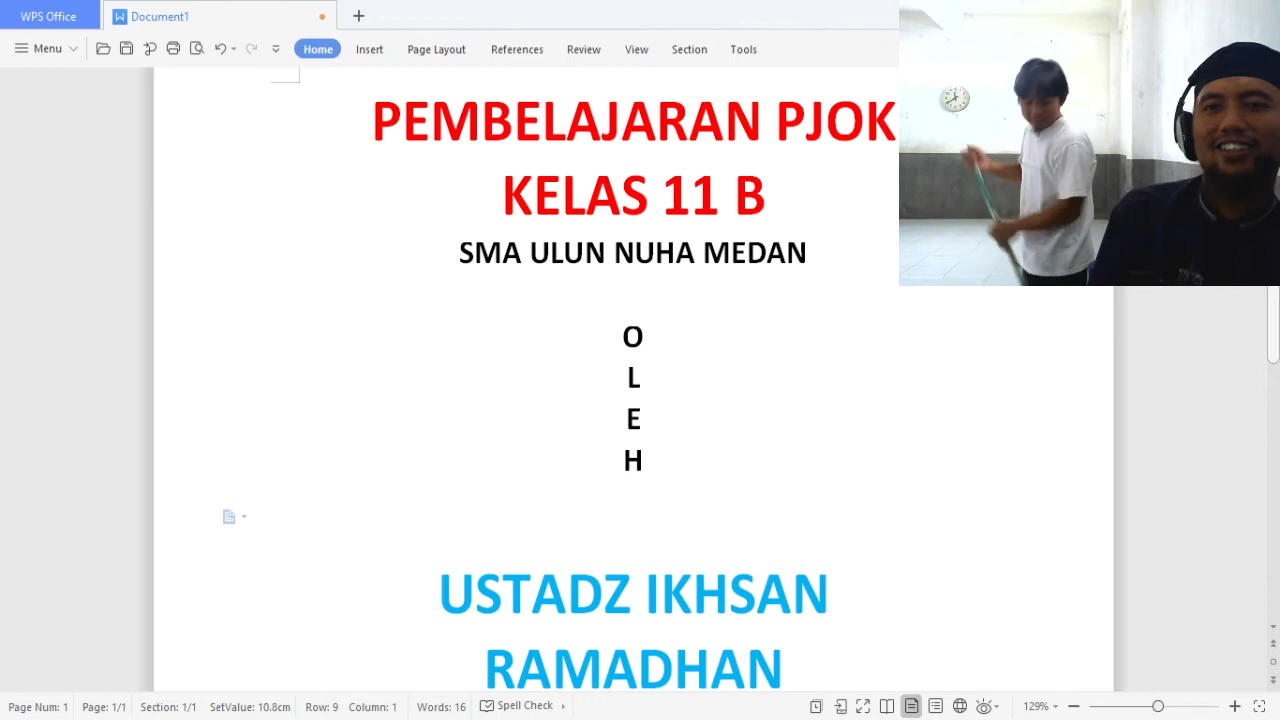 WPS Office
Document1
Menu
Home Insert Page Layout References Review View Section Tools
PEMBELAJARAN PJOK
KELAS 11 B
SMA ULUN NUHA MEDAN
O
L
E
H
USTADZ IKHSAN
RAMADHAN
Page Num: 1 Page: 1/1 Section: 1/1 SetValue: 10.8cm Row: 9 Column: 1 Words: 16 Spell Check 129%